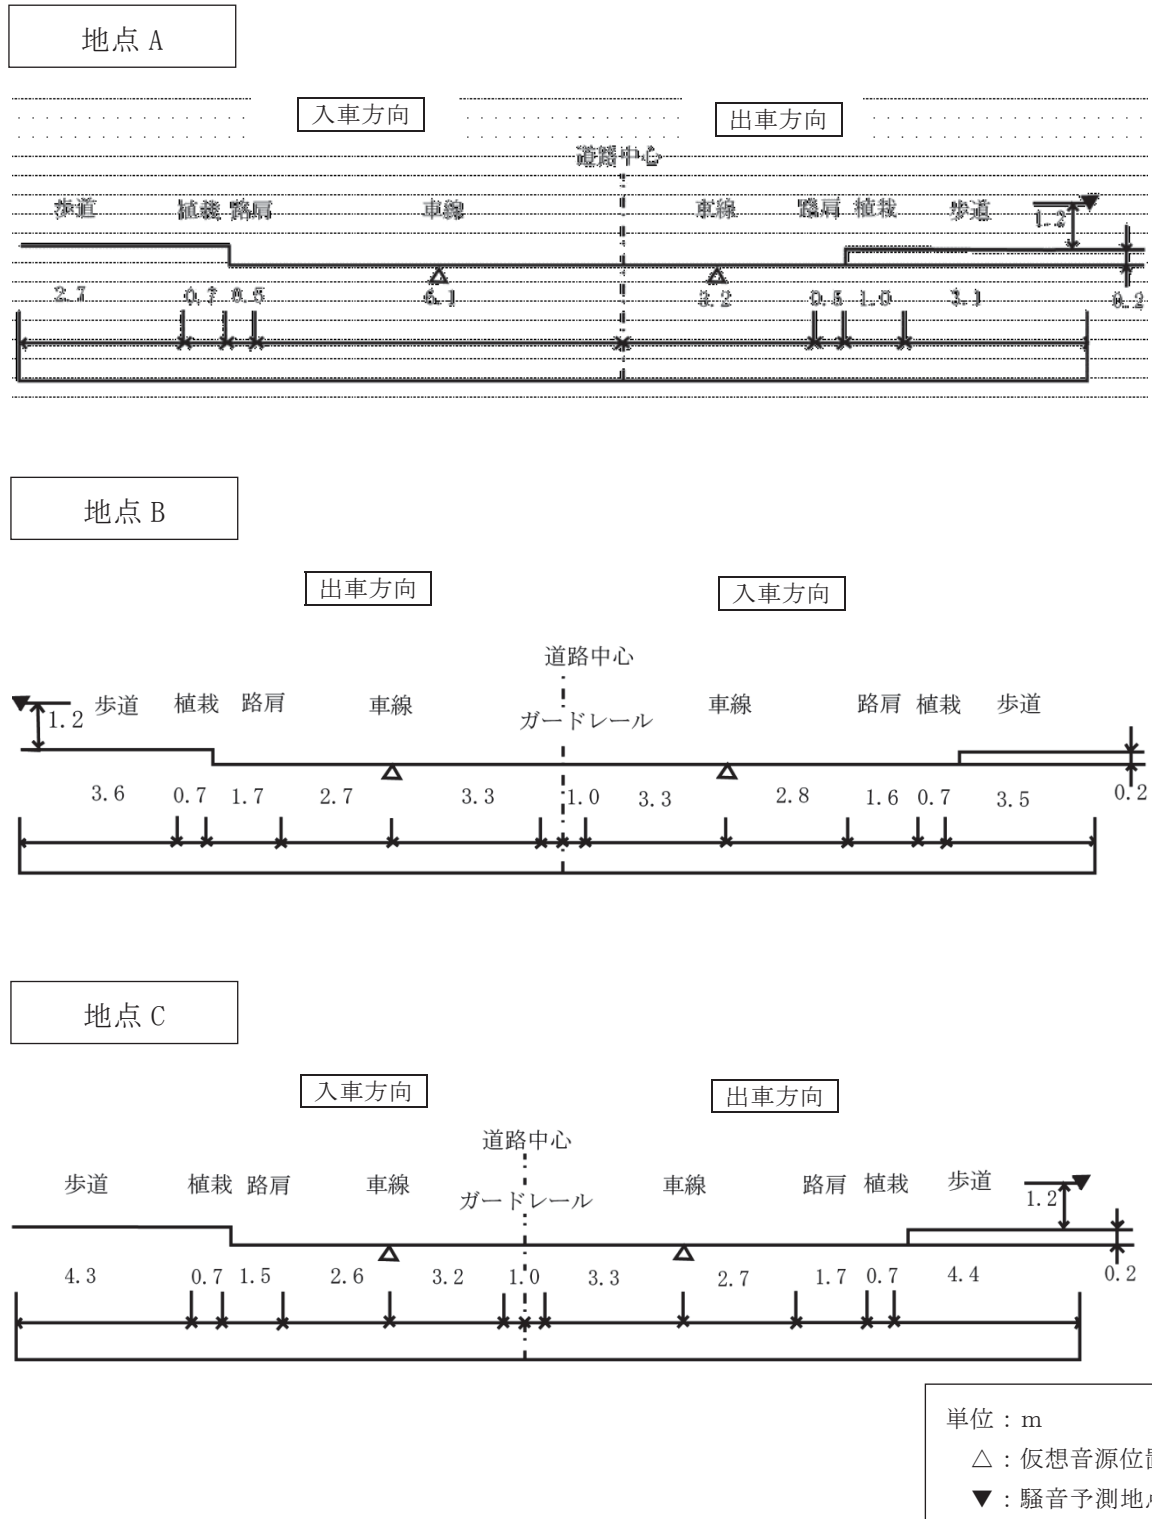 地点 A
入車方向
出車方向
道路中心
歩道 植栽 路肩 車線 車線 路肩 植栽 歩道 1.2
2.7 0.7 0.5 6.1 3.2 0.5 1.0 3.1 0.2
地点 B
出車方向
入車方向
道路中心
1.2 歩道 植栽 路肩 車線 ガードレール 車線 路肩 植栽 歩道
3.6 0.7 1.7 2.7 3.3 1.0 3.3 2.8 1.6 0.7 3.5 0.2
地点 C
入車方向
出車方向
道路中心
歩道 植栽 路肩 車線 ガードレール 車線 路肩 植栽 歩道 1.2
4.3 0.7 1.5 2.6 3.2 1.0 3.3 2.7 1.7 0.7 4.4 0.2
単位：m
△：仮想音源位
▼：騒音予測地